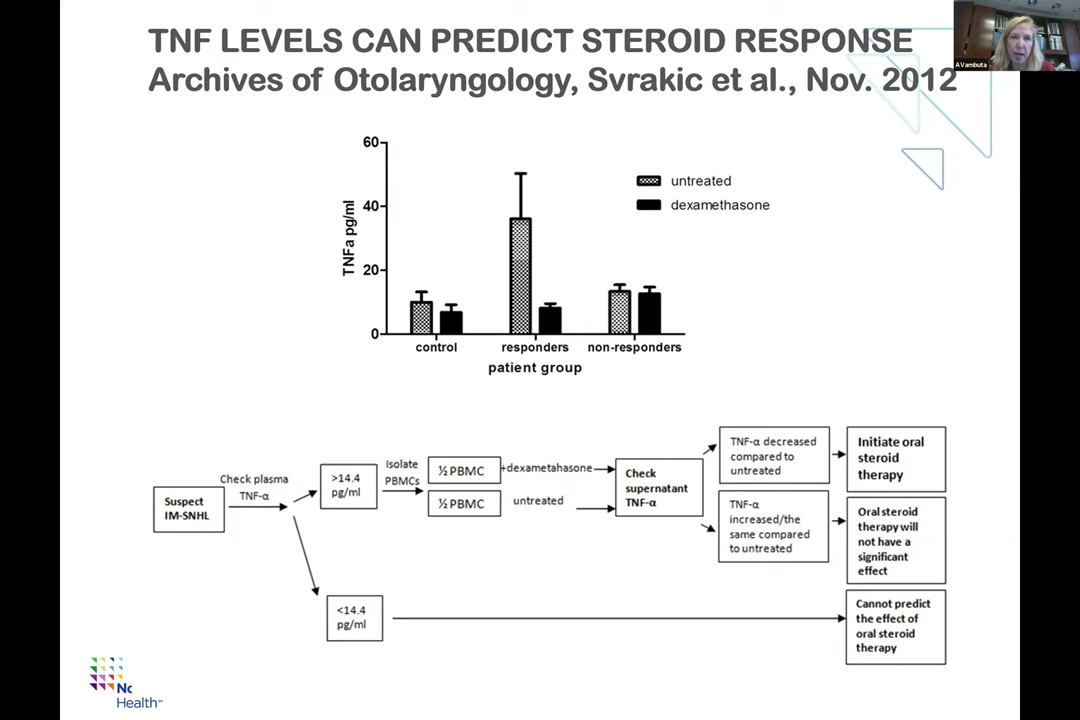 TNF LEVELS CAN PREDICT STEROID RESPONSE
Archives of Otolaryngology, Svrakic et al., Nov. 2012
A Vambuta
60
40
20
0
TNFa pg/ml
untreated
dexamethasone
control
responders
non-responders
patient group
Suspect
IM-SNHL
Check plasma
TNF-α
>14.4
pg/ml
<14.4
pg/ml
Isolate
PBMCs
½ PBMC
½ PBMC
+dexametahasone
untreated
Check
supernatant
TNF-α
TNF-α decreased
compared to
untreated
TNF-α
increased/the
same compared
to untreated
Initiate oral
steroid
therapy
Oral steroid
therapy will
not have a
significant
effect
Cannot predict
the effect of
oral steroid
therapy
Nc
Health